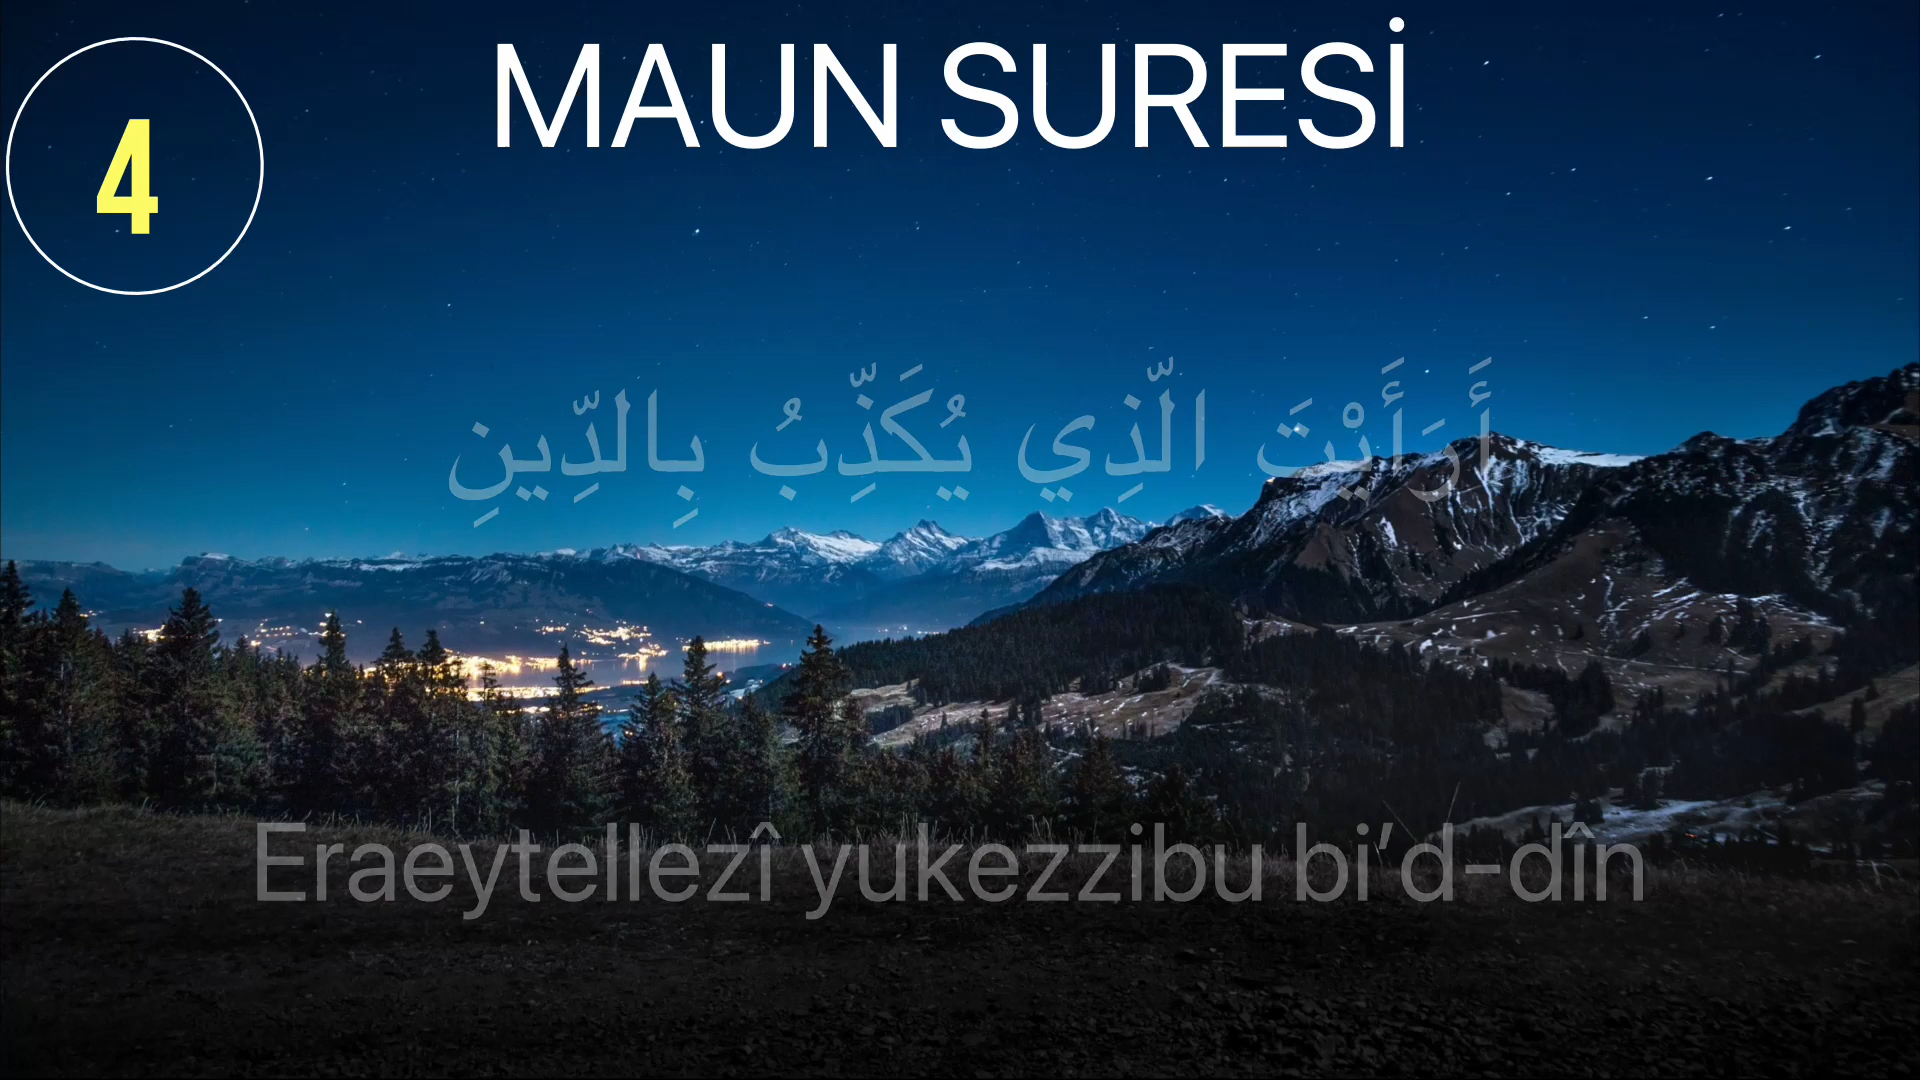 4
MAUN SURESİ
أَرَأَيْتَ الَّذِي يُكَذِّبُ بِالدِّينِ
Eraeytellezî yukezzibu bi’d-dîn